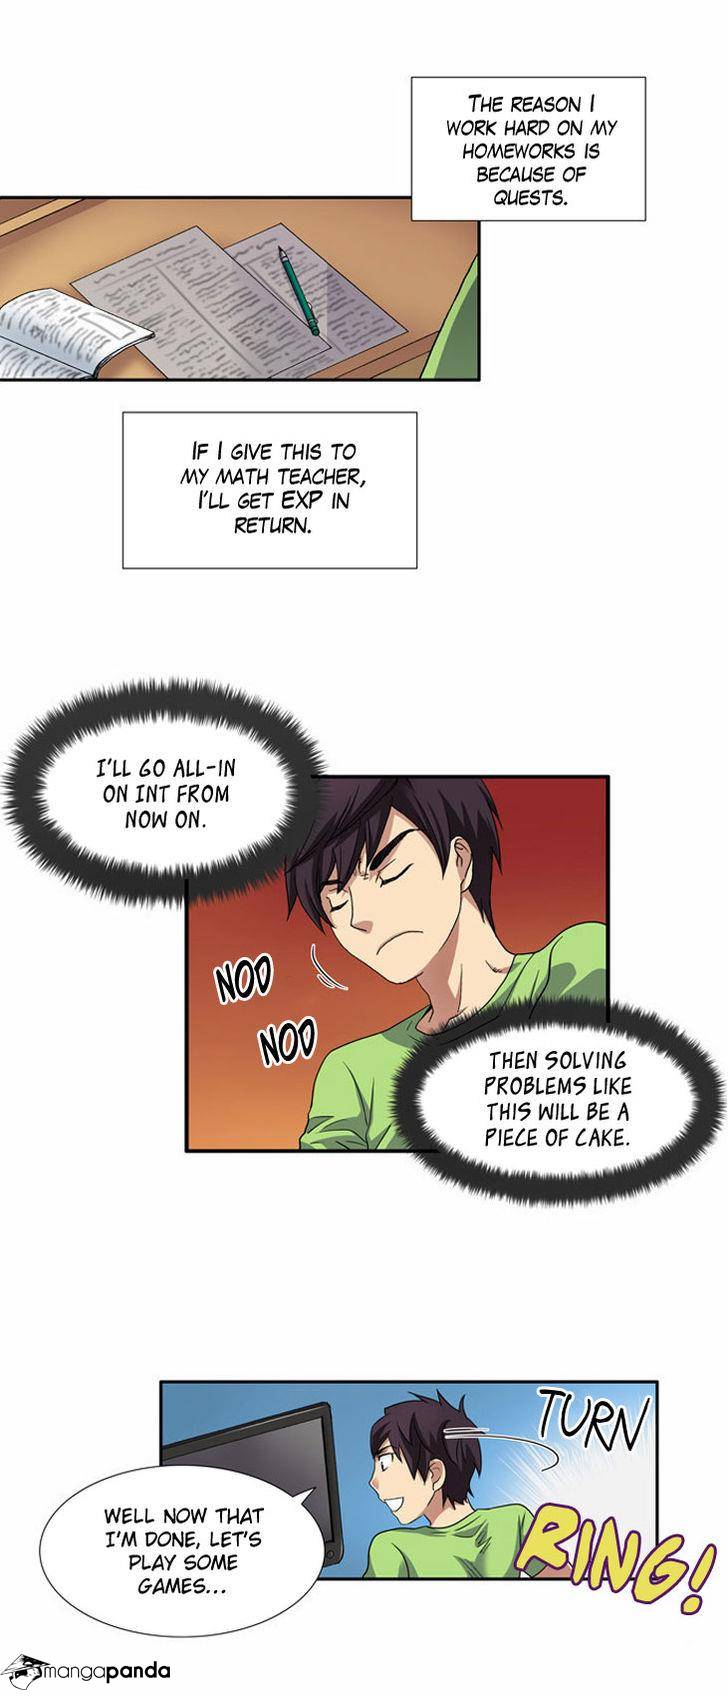 THE REASON I
WORK HARD ON MY
HOMEWORKS IS
BECAUSE OF
QUESTS.
IF I GIVE THIS TO
MY MATH TEACHER,
I'LL GET EXP IN
RETURN.
I'LL GO ALL-IN
ON INT FROM
NOW ON.
NOD
NOD
THEN SOLVING
PROBLEMS LIKE
THIS WILL BE A
PIECE OF CAKE.
TURN
WELL NOW THAT
I'M DONE, LET'S
PLAY SOME
GAMES...
RING!
mangapanda